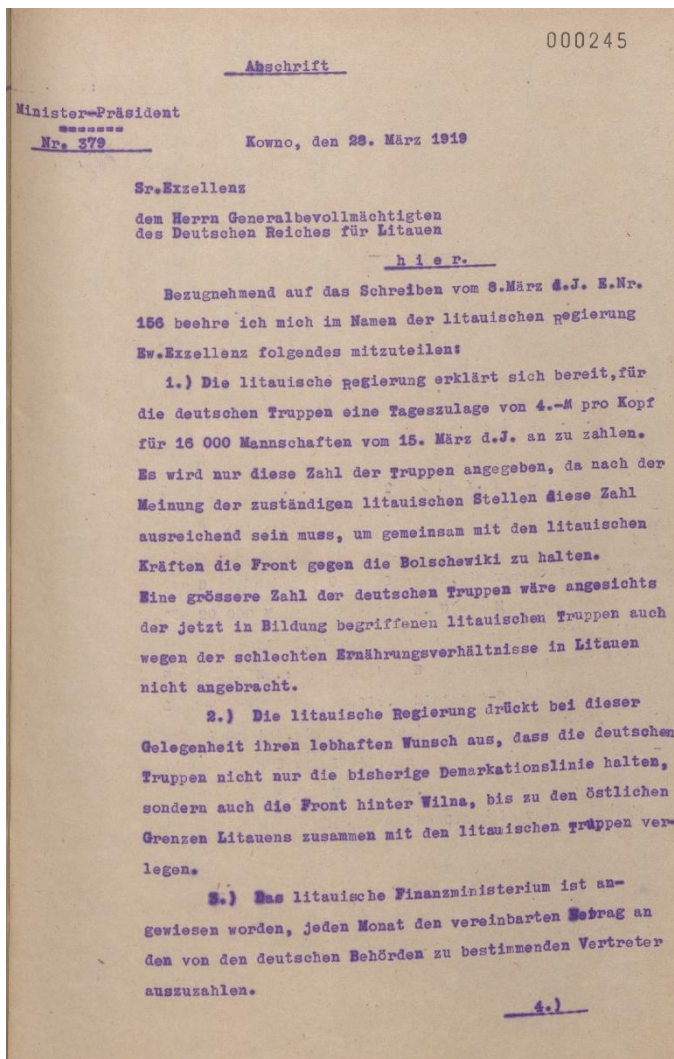 000245
Abschrift
Minister-Präsident
Nr. 379
Kowno, den 28. März 1919
Sr.Exzellenz
dem Herrn Generalbevollmächtigten
des Deutschen Reiches für Litauen
h i e r.
Bezugnehmend auf das Schreiben vom 8.März d.J. E.Nr.
156 beehre ich mich im Namen der litauischen Regierung
Ew.Exzellenz folgendes mitzuteilen:
1.) Die litauische Regierung erklärt sich bereit,für
die deutschen Truppen eine Tageszulage von 4.-M pro Kopf
für 16 000 Mannschaften vom 15. März d.J. an zu zahlen.
Es wird nur diese Zahl der Truppen angegeben, da nach der
Meinung der zuständigen litauischen Stellen diese Zahl
ausreichend sein muss, um gemeinsam mit den litauischen
Kräften die Front gegen die Bolschewiki zu halten.
Eine grössere Zahl der deutschen Truppen wäre angesichts
der jetzt in Bildung begriffenen litauischen Truppen auch
wegen der schlechten Ernährungsverhältnisse in Litauen
nicht angebracht.
2.) Die litauische Regierung drückt bei dieser
Gelegenheit ihren lebhaften Wunsch aus, dass die deutschen
Truppen nicht nur die bisherige Demarkationslinie halten,
sondern auch die Front hinter Wilna, bis zu den östlichen
Grenzen Litauens zusammen mit den litauischen Truppen ver-
legen.
3.) Das litauische Finanzministerium ist an-
gewiesen worden, jeden Monat den vereinbarten Betrag an
den von den deutschen Behörden zu bestimmenden Vertreter
auszuzahlen.
4.)